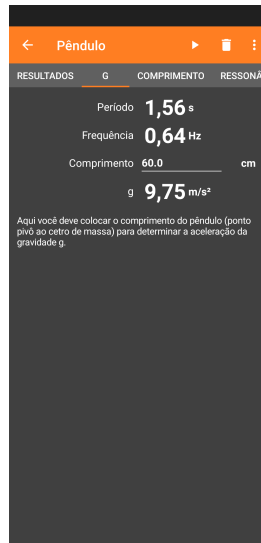 Pêndulo
RESULTADOS G COMPRIMENTO RESSONÂ
Período 1,56 s
Frequência 0,64 Hz
Comprimento 60.0 cm
g 9,75 m/s²
Aqui você deve colocar o comprimento do pêndulo (ponto
pivô ao cetro de massa) para determinar a aceleração da
gravidade g.